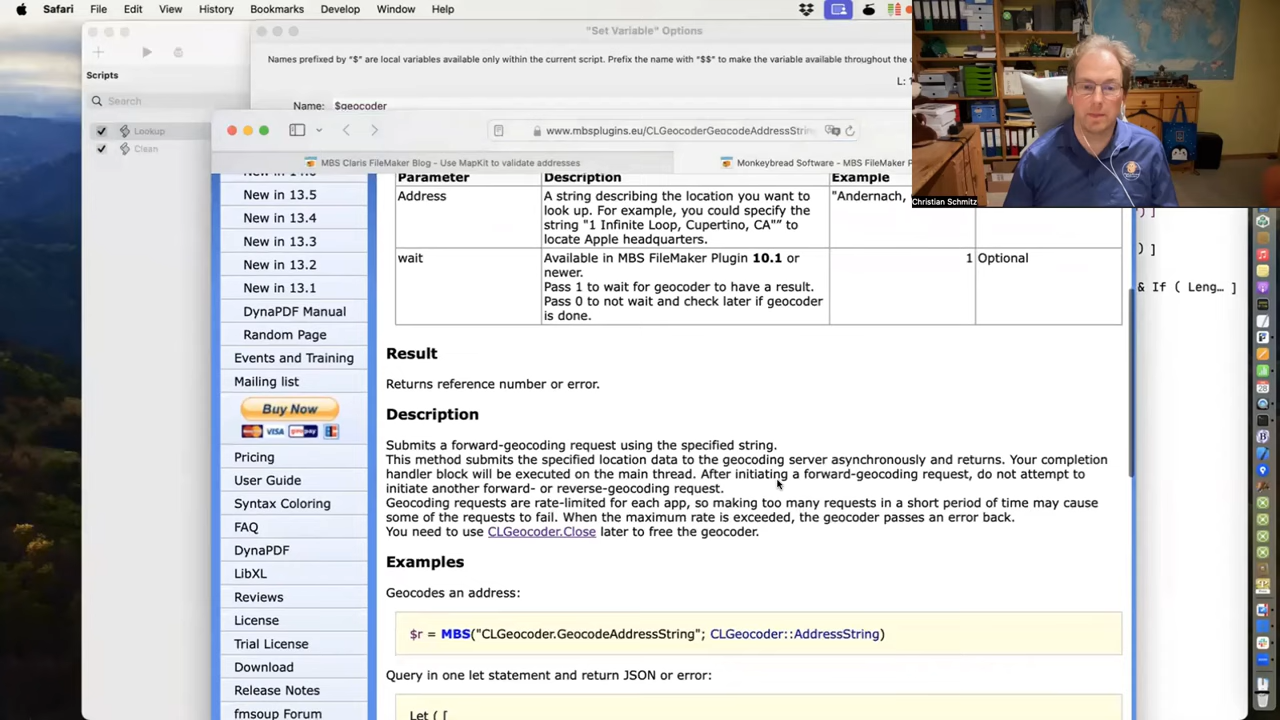 Safari File Edit View History Bookmarks Develop Window Help
"Set Variable" Options
Names prefixed by "$" are local variables available only within the current script. Prefix the name with "$$" to make the variable available throughout the c
Scripts
L: 1
Search
Name: $geocoder
Lookup
Clean
www.mbsplugins.eu/CLGeocoderGeocodeAddressStrin
MBS Claris FileMaker Blog - Use MapKit to validate addresses
Monkeybread Software - MBS FileMaker P
Christian Schmitz
New in 13.5
New in 13.4
New in 13.3
New in 13.2
New in 13.1
DynaPDF Manual
Random Page
Events and Training
Mailing list
Buy Now
Pricing
User Guide
Syntax Coloring
FAQ
DynaPDF
LibXL
Reviews
License
Trial License
Download
Release Notes
fmsoup Forum
Parameter Description Example
Address
A string describing the location you want to
look up. For example, you could specify the
string "1 Infinite Loop, Cupertino, CA"” to
locate Apple headquarters.
"Andernach,
wait
Available in MBS FileMaker Plugin 10.1 or
newer.
Pass 1 to wait for geocoder to have a result.
Pass 0 to not wait and check later if geocoder
is done.
1
Optional
Result
Returns reference number or error.
Description
Submits a forward-geocoding request using the specified string.
This method submits the specified location data to the geocoding server asynchronously and returns. Your completion
handler block will be executed on the main thread. After initiating a forward-geocoding request, do not attempt to
initiate another forward- or reverse-geocoding request.
Geocoding requests are rate-limited for each app, so making too many requests in a short period of time may cause
some of the requests to fail. When the maximum rate is exceeded, the geocoder passes an error back.
You need to use CLGeocoder.Close later to free the geocoder.
Examples
Geocodes an address:
$r = MBS("CLGeocoder.GeocodeAddressString"; CLGeocoder::AddressString)
Query in one let statement and return JSON or error:
Let ( [
') ]
) ]
& If ( Leng… ]